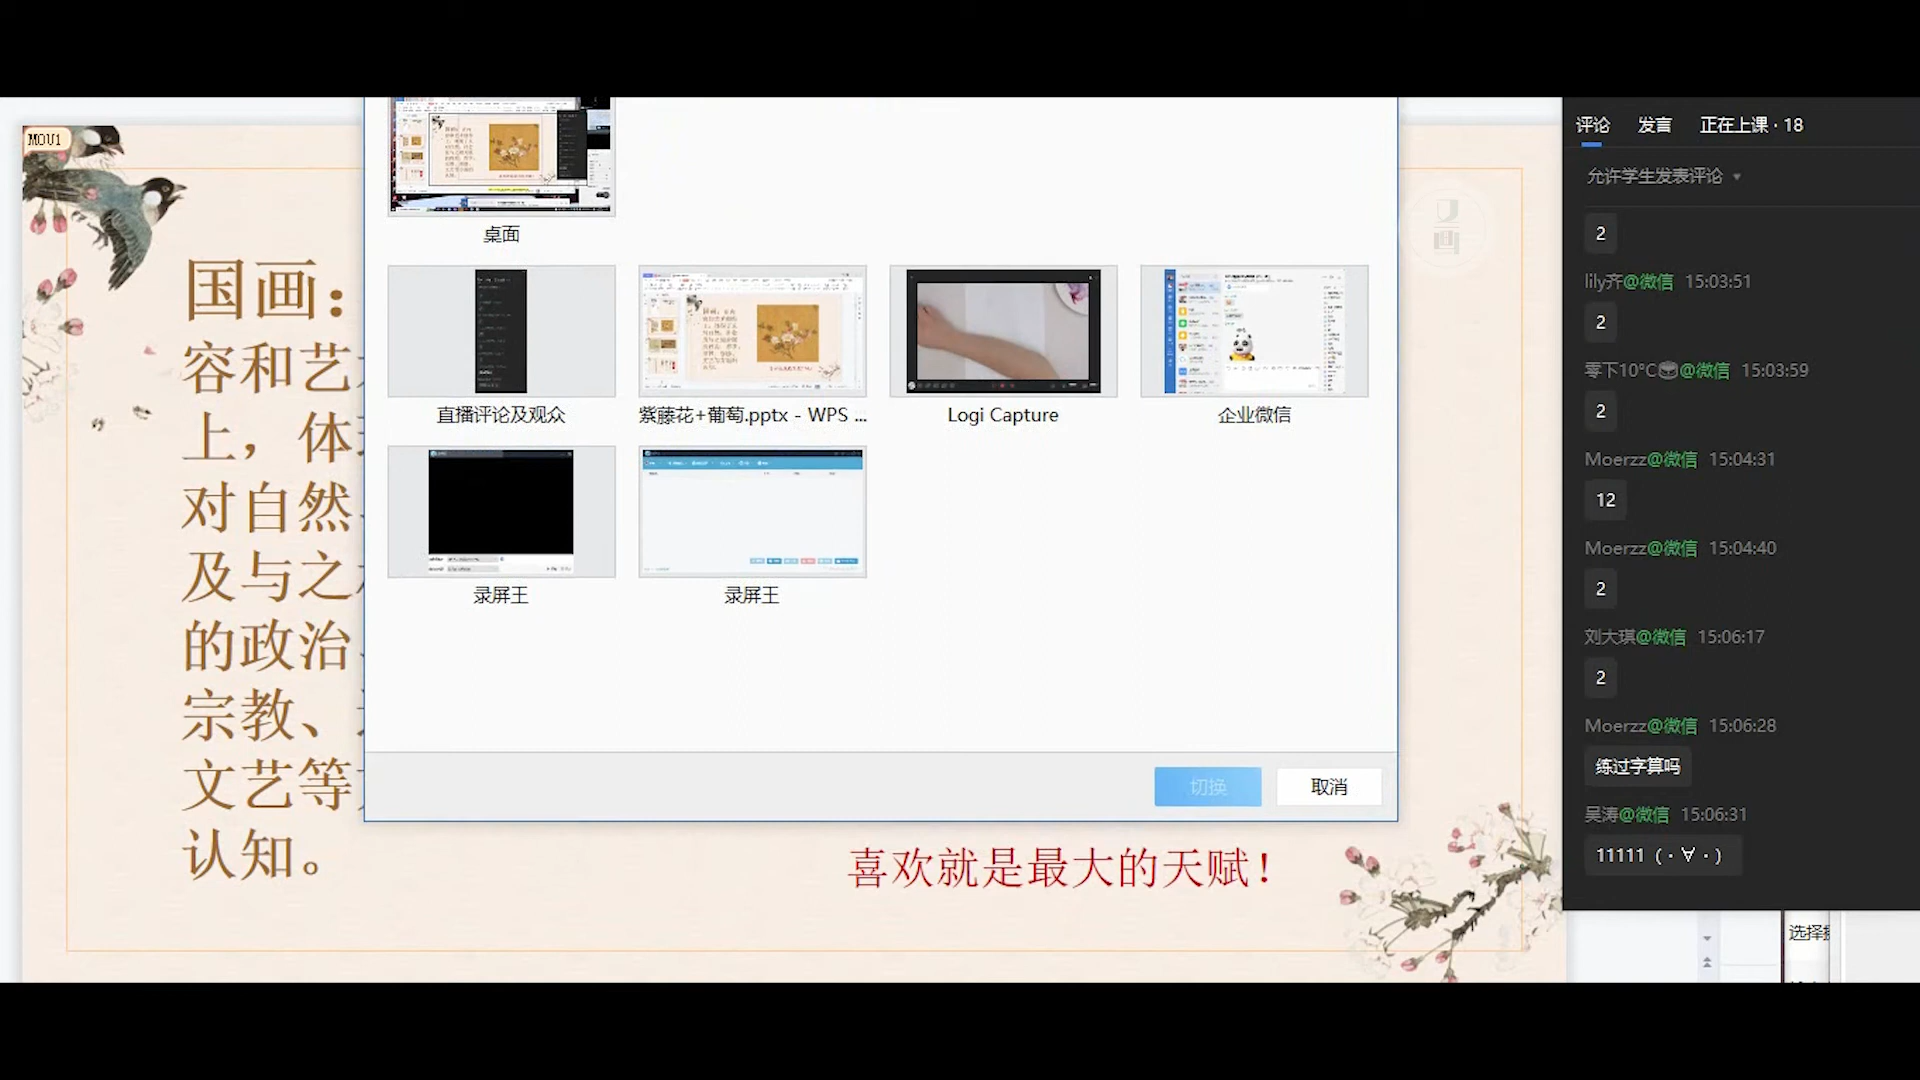 MOV1
国画：
容和艺
上，体
对自然
及与之
的政治
宗教、
文艺等
认知。
喜欢就是最大的天赋！
桌面
直播评论及观众
紫藤花+葡萄.pptx - WPS ...
Logi Capture
企业微信
录屏王
录屏王
切换
取消
评论 发言 正在上课 · 18
允许学生发表评论
2
lily齐@微信 15:03:51
2
零下10°C@微信 15:03:59
2
Moerzz@微信 15:04:31
12
Moerzz@微信 15:04:40
2
刘大琪@微信 15:06:17
2
Moerzz@微信 15:06:28
练过字算吗
吴涛@微信 15:06:31
11111（・∀・）
选择